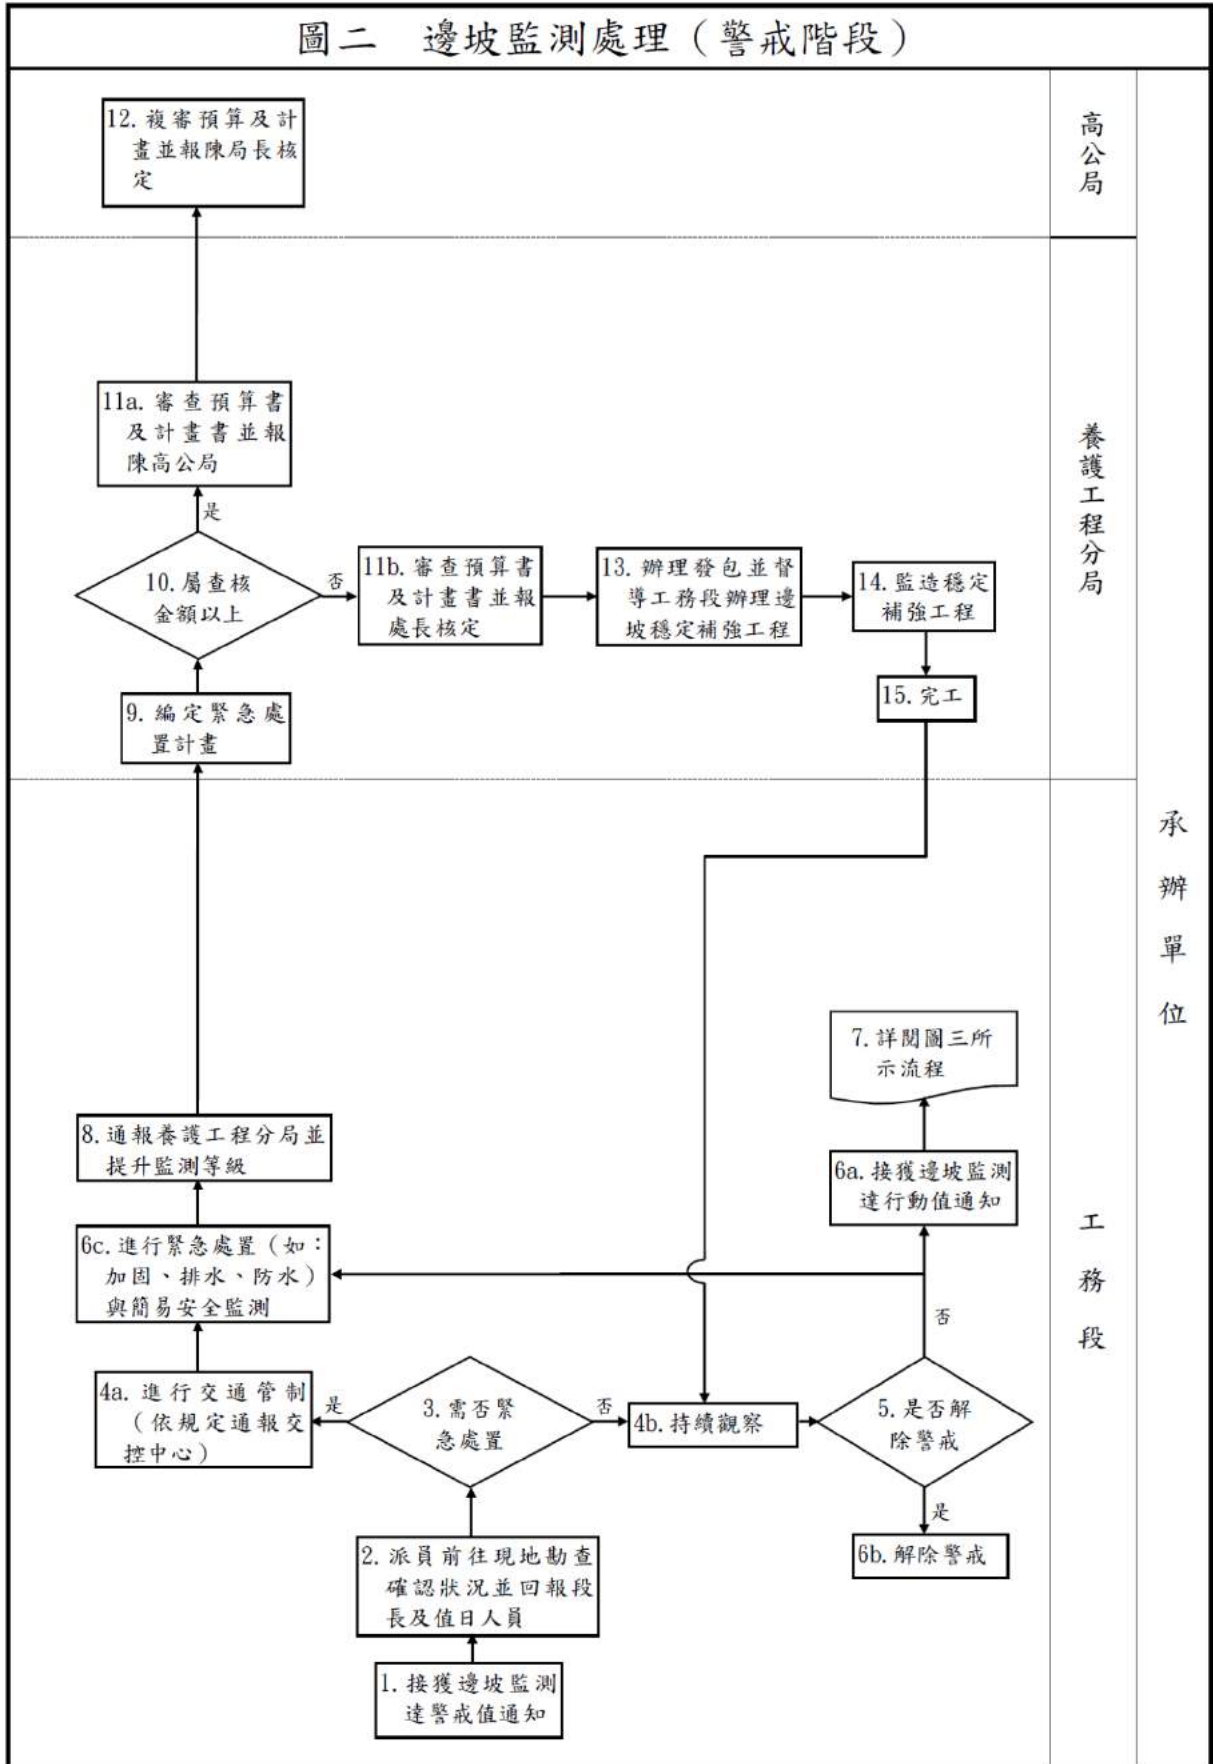 圖二 邊坡監測處理（警戒階段）
12. 複審預算及計
畫並報陳局長核
定
高
公
局
11a. 審查預算書
及計畫書並報
陳高公局
是
10. 屬查核
金額以上
否
11b. 審查預算書
及計畫書並報
處長核定
13. 辦理發包並督
導工務段辦理邊
坡穩定補強工程
14. 監造穩定
補強工程
15. 完工
9. 編定緊急處
置計畫
養
護
工
程
分
局
承
辦
單
位
7. 詳閱圖三所
示流程
8. 通報養護工程分局並
提升監測等級
6a. 接獲邊坡監測
達行動值通知
6c. 進行緊急處置（如：
加固、排水、防水）
與簡易安全監測
否
4a. 進行交通管制
（依規定通報交
控中心）
是
3. 需否緊
急處置
否
4b. 持續觀察
5. 是否解
除警戒
是
6b. 解除警戒
2. 派員前往現地勘查
確認狀況並回報段
長及值日人員
1. 接獲邊坡監測
達警戒值通知
工
務
段